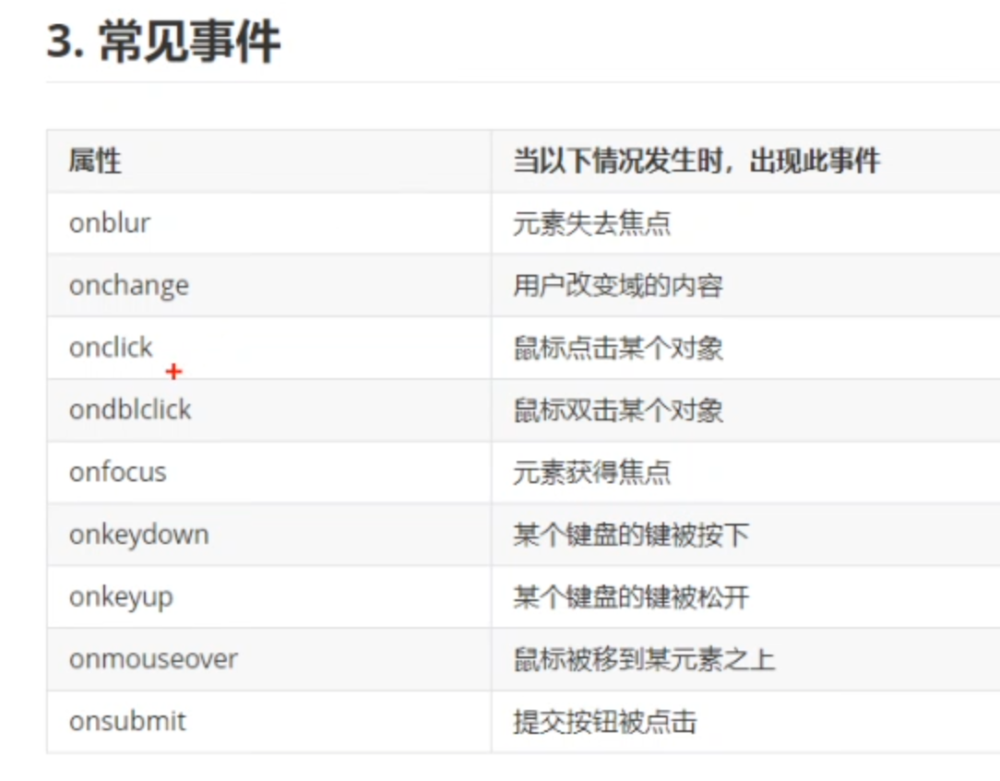 3. 常见事件
属性 当以下情况发生时，出现此事件
onblur 元素失去焦点
onchange 用户改变域的内容
onclick 鼠标点击某个对象
ondblclick 鼠标双击某个对象
onfocus 元素获得焦点
onkeydown 某个键盘的键被按下
onkeyup 某个键盘的键被松开
onmouseover 鼠标被移到某元素之上
onsubmit 提交按钮被点击